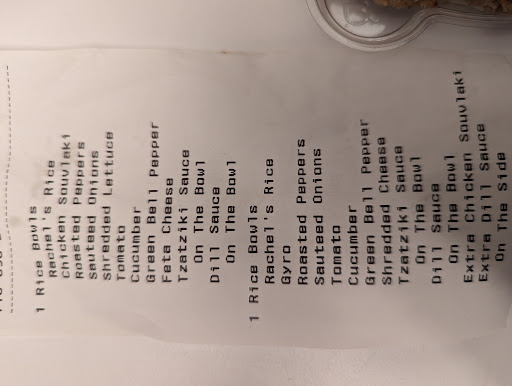 1 Rice Bowls
Rachel's Rice
Chicken Souvlaki
Roasted Peppers
Sauteed Onions
Shredded Lettuce
Tomato
Cucumber
Green Bell Pepper
Feta Cheese
Tzatziki Sauce
On The Bowl
Dill Sauce
On The Bowl
1 Rice Bowls
Rachel's Rice
Gyro
Roasted Peppers
Sauteed Onions
Tomato
Cucumber
Green Bell Pepper
Shredded Cheese
Tzatziki Sauce
On The Bowl
Dill Sauce
On The Bowl
Extra Chicken Souvlaki
Extra Dill Sauce
On The Side